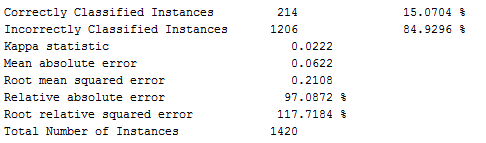 Correctly Classified Instances 214 15.0704 %
Incorrectly Classified Instances 1206 84.9296 %
Kappa statistic 0.0222
Mean absolute error 0.0622
Root mean squared error 0.2108
Relative absolute error 97.0872 %
Root relative squared error 117.7184 %
Total Number of Instances 1420